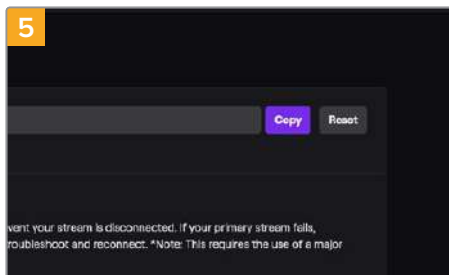 5
Copy Reset
vent your stream is disconnected. If your primary stream fails,
roubleshoot and reconnect. *Note: This requires the use of a major